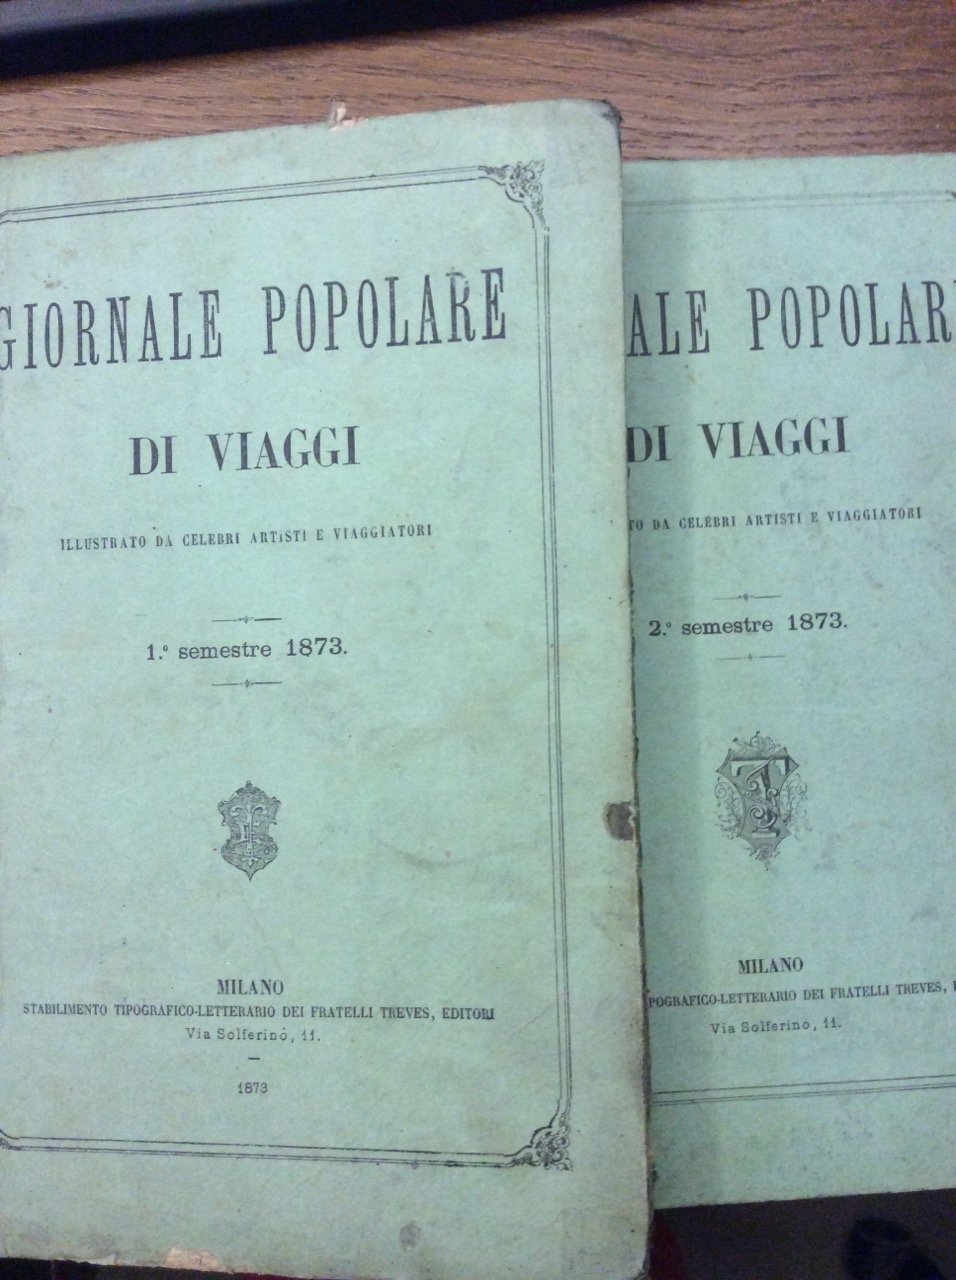 GIORNALE POPOLARE
DI VIAGGI
ILLUSTRATO DA CELEBRI ARTISTI E VIAGGIATORI
1.º semestre 1873.
MILANO
STABILIMENTO TIPOGRAFICO-LETTERARIO DEI FRATELLI TREVES, EDITORI
Via Solferino, 11.
1873
ALE POPOLAR
DI VIAGGI
TO DA CELEBRI ARTISTI E VIAGGIATORI
2.º semestre 1873.
MILANO
POGRAFICO-LETTERARIO DEI FRATELLI TREVES,
Via Solferino, 11.